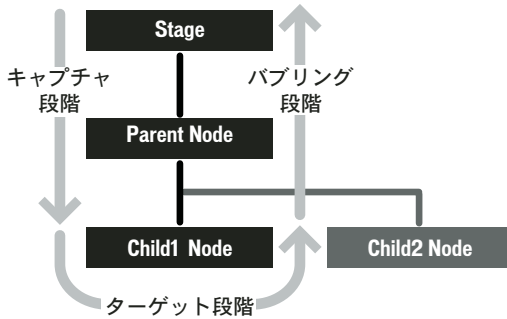 Stage
キャプチャ
段階
バブリング
段階
Parent Node
Child1 Node
Child2 Node
ターゲット段階